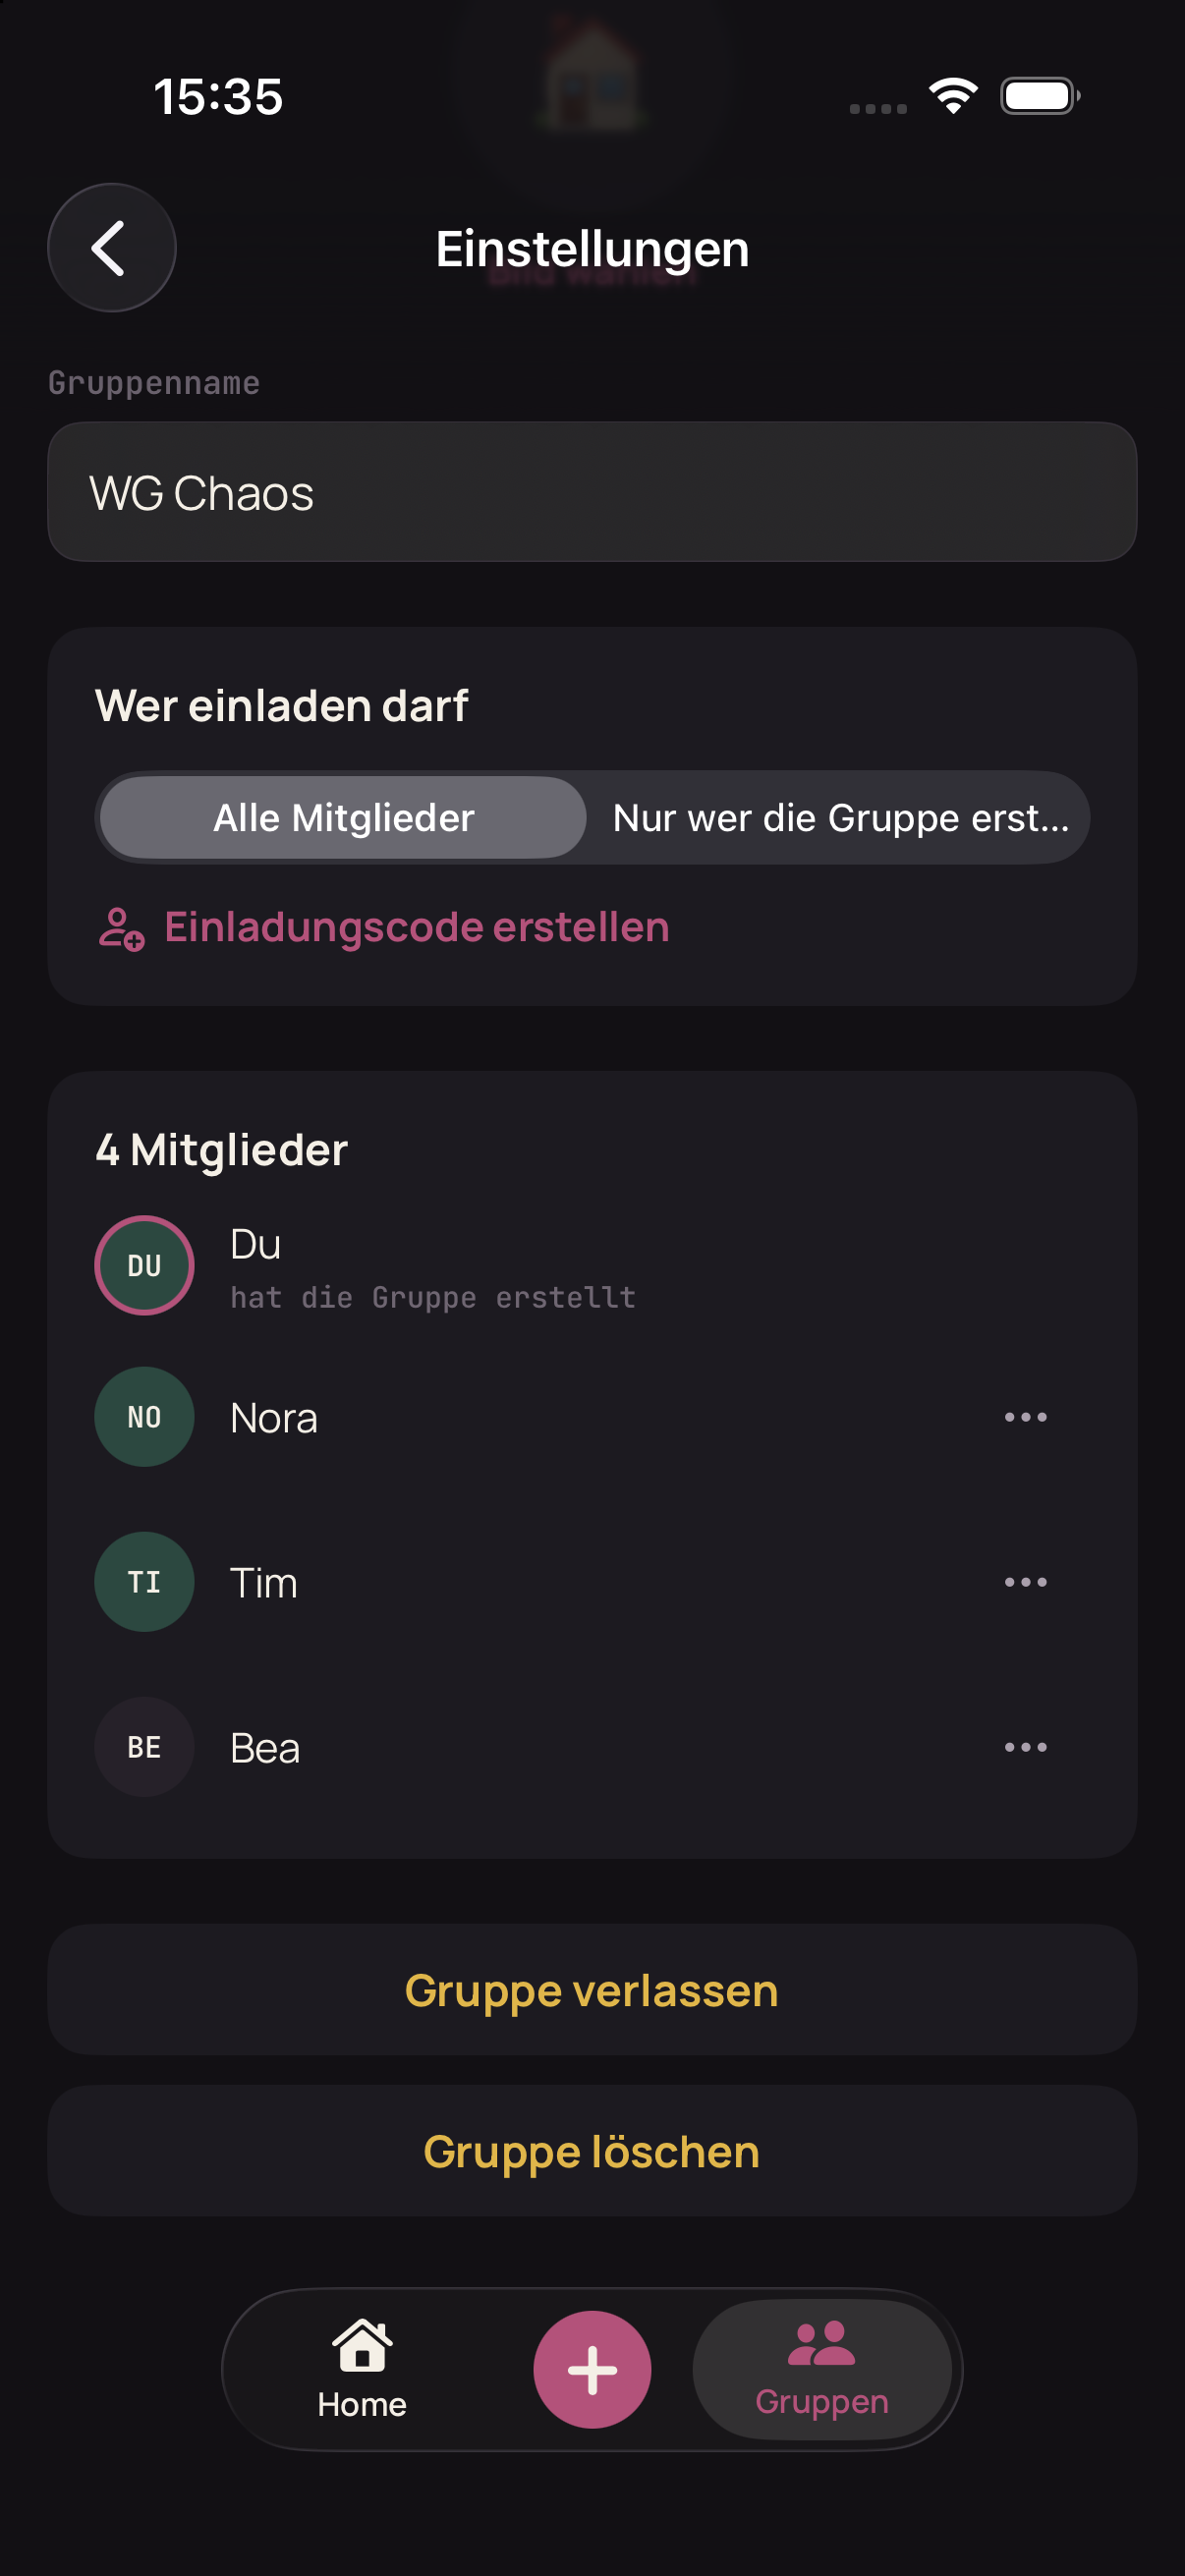 15:35
Einstellungen
Bild wählen
Gruppenname
WG Chaos
Wer einladen darf
Alle Mitglieder
Nur wer die Gruppe erst...
Einladungscode erstellen
4 Mitglieder
DU
Du
hat die Gruppe erstellt
NO
Nora
TI
Tim
BE
Bea
Gruppe verlassen
Gruppe löschen
Home
Gruppen